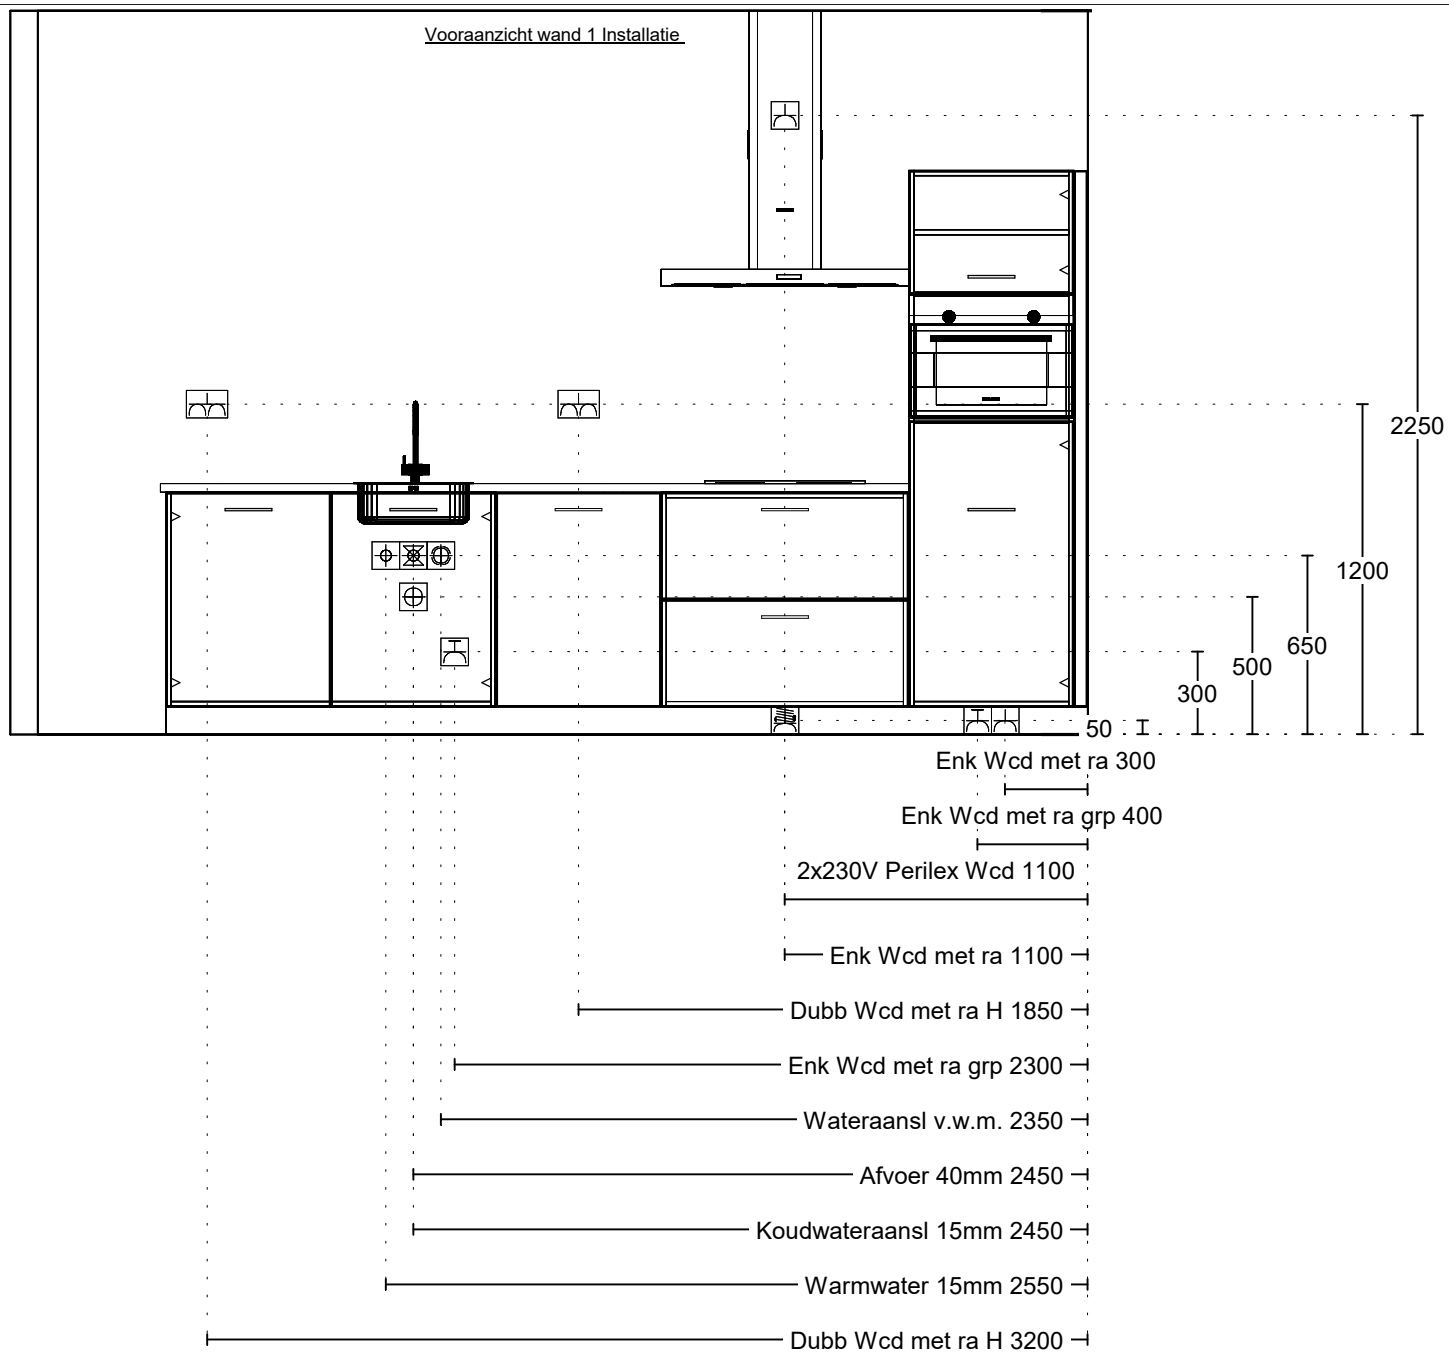 Vooraanzicht wand 1 Installatie
2250
1200
650
500
300
50
Enk Wcd met ra 300
Enk Wcd met ra grp 400
2x230V Perilex Wcd 1100
Enk Wcd met ra 1100
Dubb Wcd met ra H 1850
Enk Wcd met ra grp 2300
Wateraansl v.w.m. 2350
Afvoer 40mm 2450
Koudwateraansl 15mm 2450
Warmwater 15mm 2550
Dubb Wcd met ra H 3200